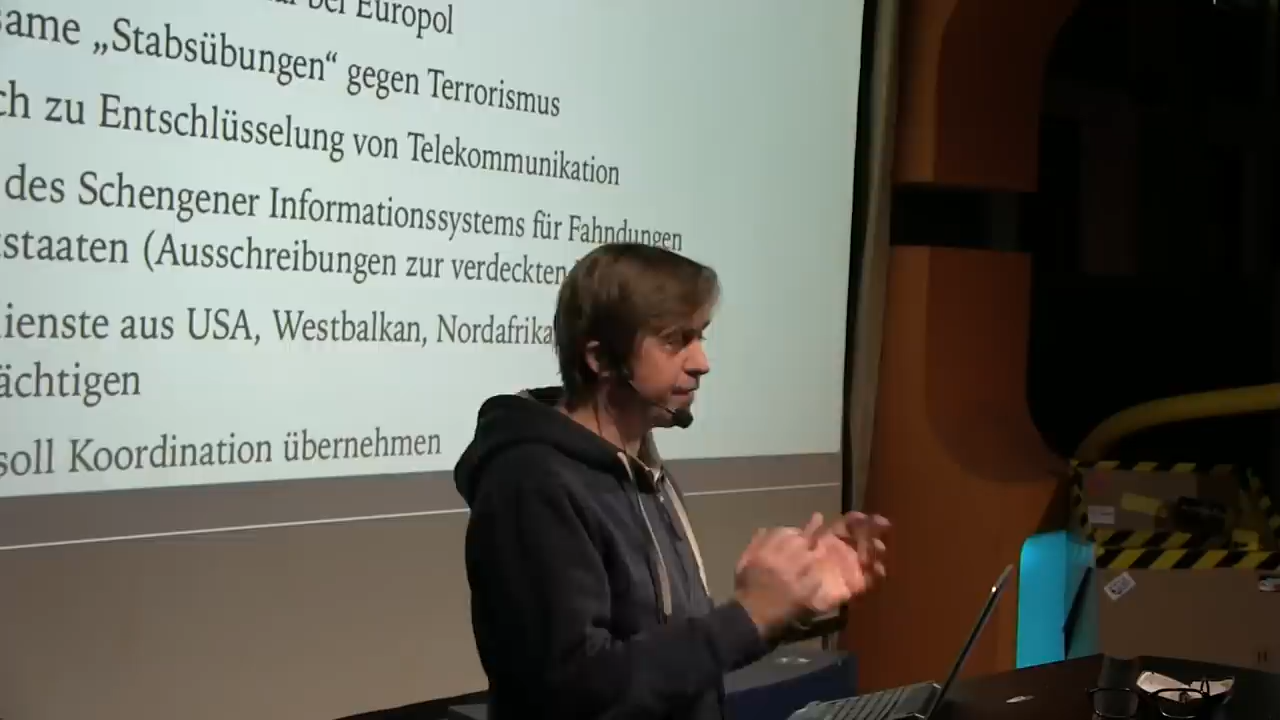 bei Europol
same „Stabsübungen“ gegen Terrorismus
ch zu Entschlüsselung von Telekommunikation
des Schengener Informationssystems für Fahndungen
staaten (Ausschreibungen zur verdeckten
ienste aus USA, Westbalkan, Nordafrika
ächtigen
soll Koordination übernehmen